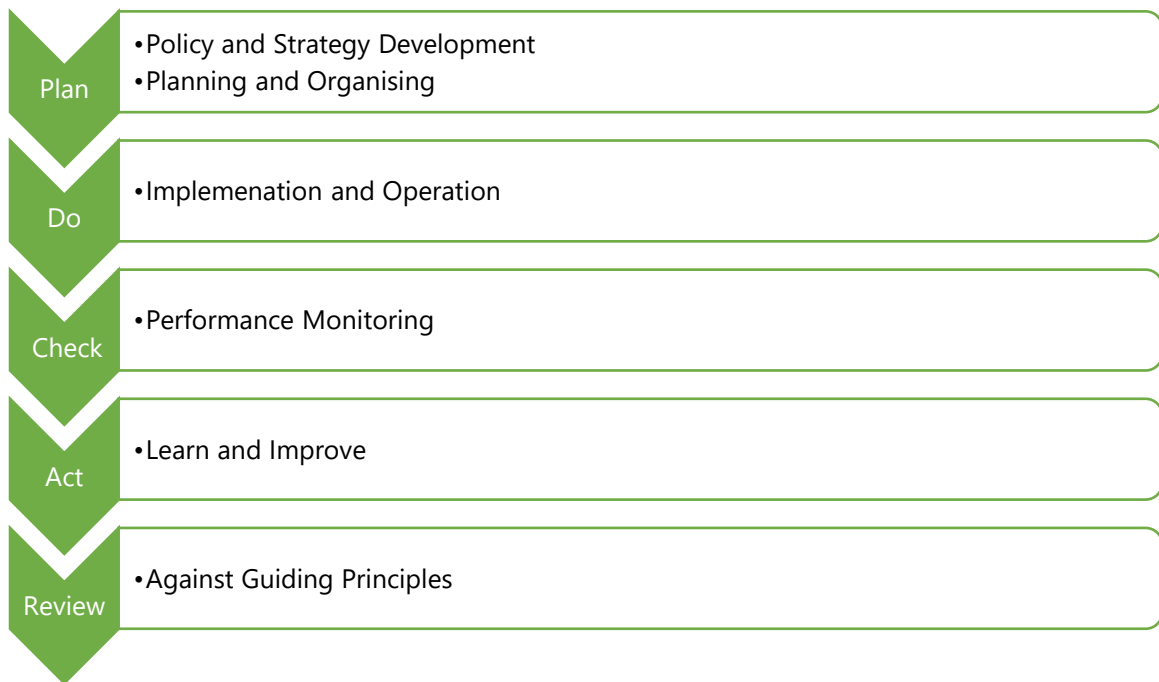 Plan
•Policy and Strategy Development
•Planning and Organising
Do
•Implemenation and Operation
Check
•Performance Monitoring
Act
•Learn and Improve
Review
•Against Guiding Principles